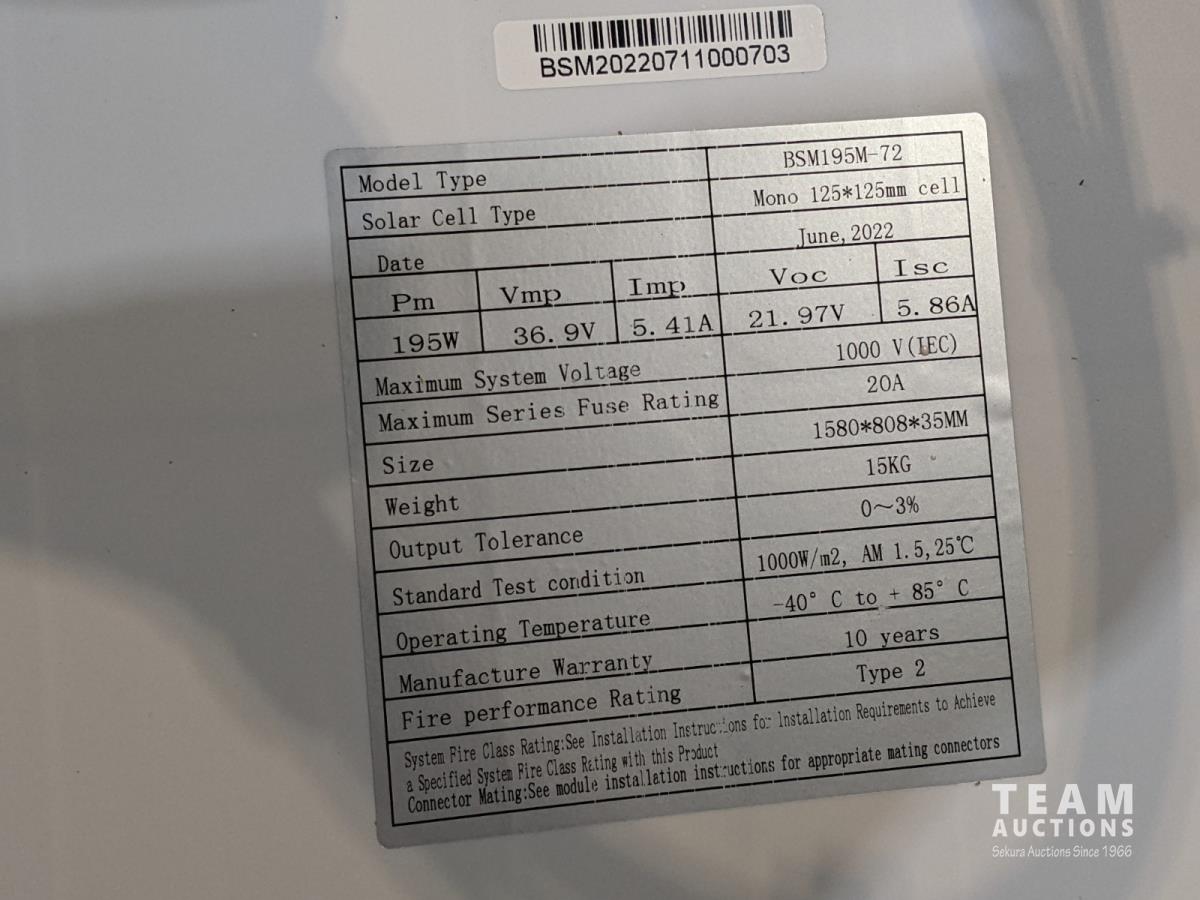 BSM20220711000703
Model Type BSM195M-72
Solar Cell Type Mono 125*125mm cell
Date June, 2022
Pm Vmp Imp Voc Isc
195W 36.9V 5.41A 21.97V 5.86A
Maximum System Voltage 1000 V(IEC)
Maximum Series Fuse Rating 20A
Size 1580*808*35MM
Weight 15KG
Output Tolerance 0~3%
Standard Test condition 1000W/m2, AM 1.5, 25℃
Operating Temperature -40° C to + 85° C
Manufacture Warranty 10 years
Fire performance Rating Type 2
System Fire Class Rating:See Installation Instructions for Installation Requirements to Achieve
a Specified System Fire Class Rating with this Product
Connector Mating:See module installation instructions for appropriate mating connectors
TEAM
AUCTIONS
Sekura Auctions Since 1966